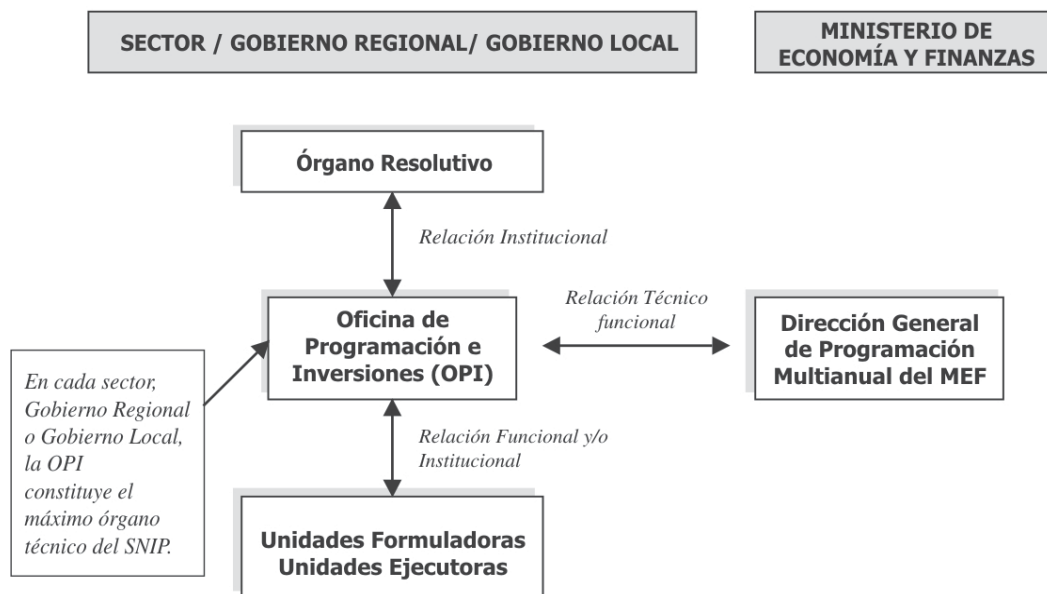 SECTOR / GOBIERNO REGIONAL/ GOBIERNO LOCAL
MINISTERIO DE
ECONOMÍA Y FINANZAS
Órgano Resolutivo
Relación Institucional
Oficina de
Programación e
Inversiones (OPI)
Relación Técnico
funcional
Dirección General
de Programación
Multianual del MEF
En cada sector,
Gobierno Regional
o Gobierno Local,
la OPI
constituye el
máximo órgano
técnico del SNIP.
Relación Funcional y/o
Institucional
Unidades Formuladoras
Unidades Ejecutoras